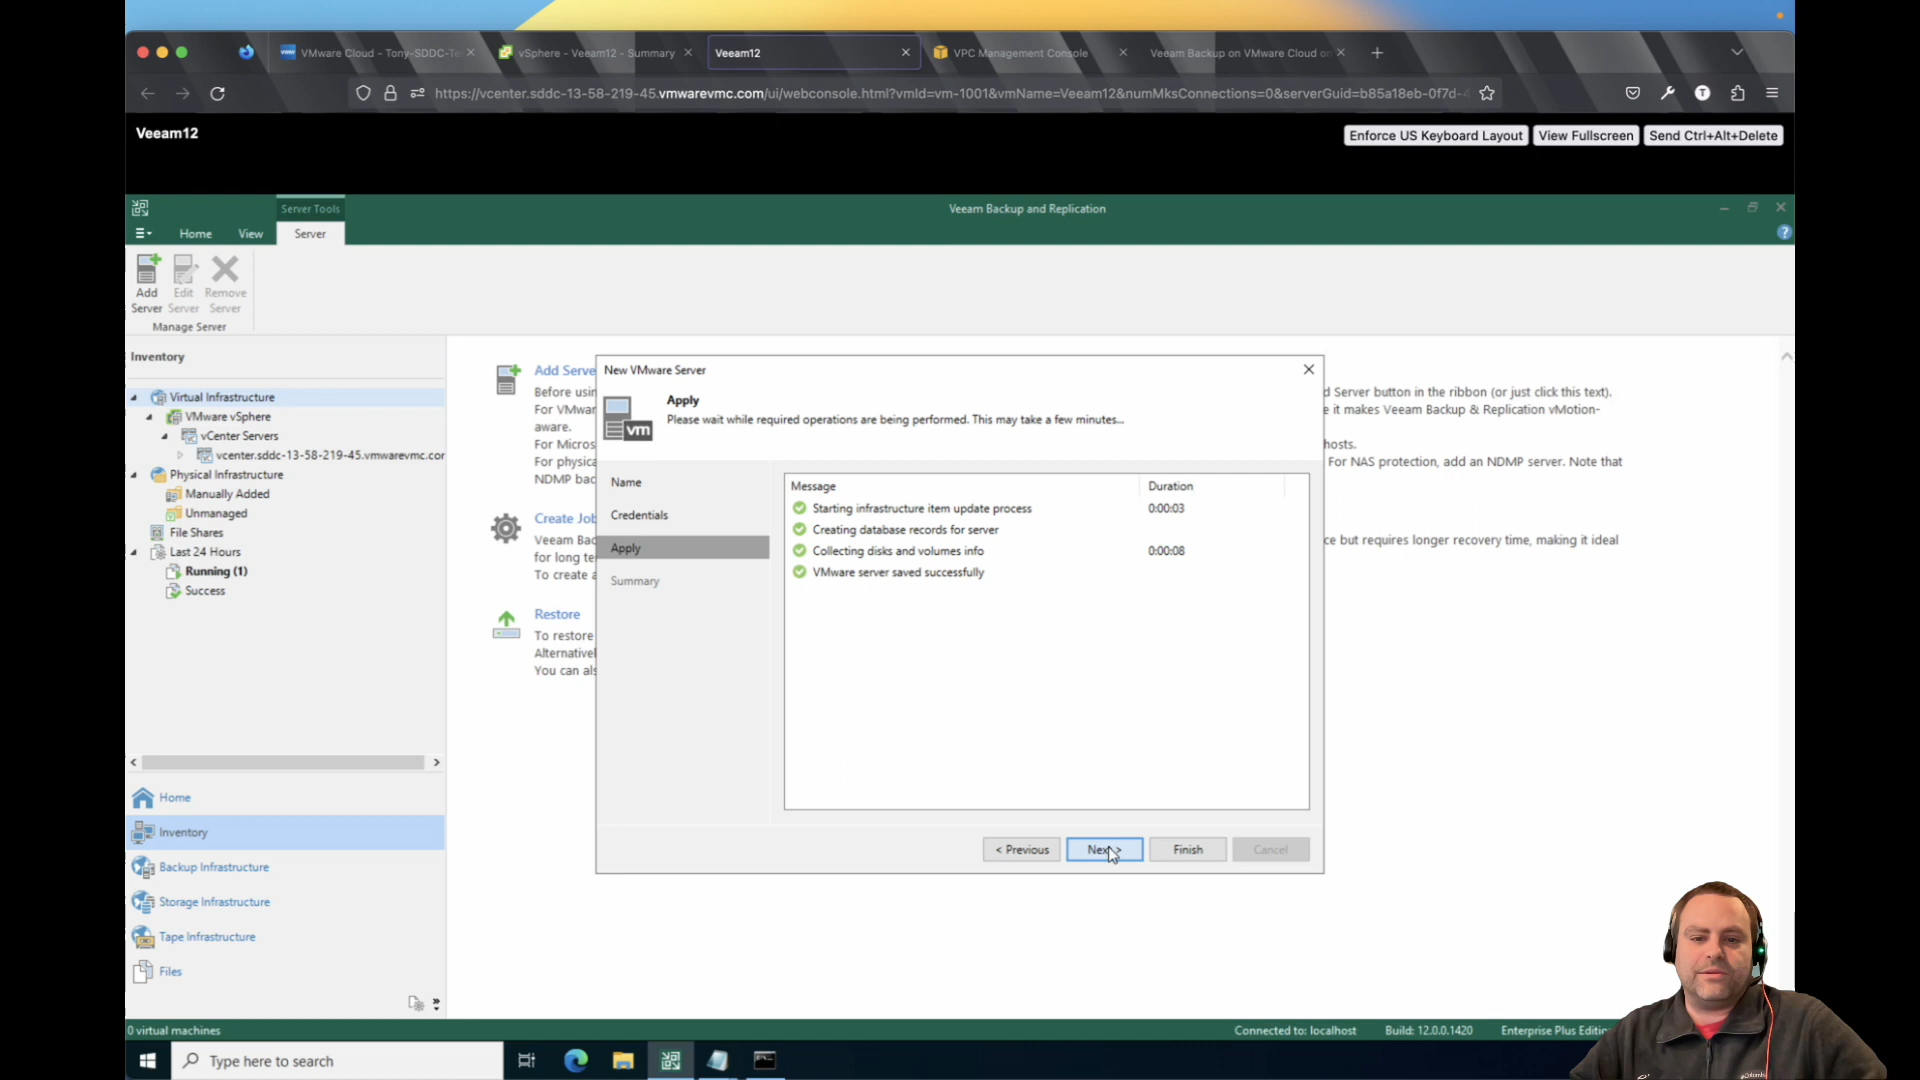 VMware Cloud - Tony-SDDC-Te
vSphere - Veeam12 - Summary
Veeam12
VPC Management Console
Veeam Backup on VMware Cloud on
https://vcenter.sddc-13-58-219-45.vmwarevmc.com/ui/webconsole.html?vmId=vm-1001&vmName=Veeam12&numMksConnections=0&serverGuid=b85a18eb-0f7d-4
T
Veeam12
Enforce US Keyboard Layout
View Fullscreen
Send Ctrl+Alt+Delete
Server Tools
Veeam Backup and Replication
Home
View
Server
Add Server
Edit Server
Remove Server
Manage Server
Inventory
Virtual Infrastructure
VMware vSphere
vCenter Servers
vcenter.sddc-13-58-219-45.vmwarevmc.cor
Physical Infrastructure
Manually Added
Unmanaged
File Shares
Last 24 Hours
Running (1)
Success
Home
Inventory
Backup Infrastructure
Storage Infrastructure
Tape Infrastructure
Files
Add Serve
Before usin
For VMwar
aware.
For Micros
For physica
NDMP bac
d Server button in the ribbon (or just click this text).
e it makes Veeam Backup & Replication vMotion-
hosts.
For NAS protection, add an NDMP server. Note that
Create Job
Veeam Bac
for long te
To create a
ce but requires longer recovery time, making it ideal
Restore
To restore
Alternativel
You can als
New VMware Server
Apply
Please wait while required operations are being performed. This may take a few minutes...
vm
Name
Credentials
Apply
Summary
Message
Duration
Starting infrastructure item update process
0:00:03
Creating database records for server
Collecting disks and volumes info
0:00:08
VMware server saved successfully
< Previous
Next >
Finish
Cancel
0 virtual machines
Connected to: localhost
Build: 12.0.0.1420
Enterprise Plus Editio
Type here to search